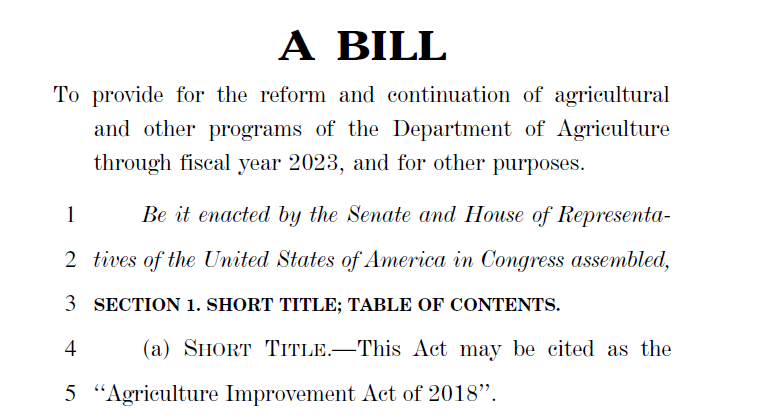 A BILL
To provide for the reform and continuation of agricultural
and other programs of the Department of Agriculture
through fiscal year 2023, and for other purposes.
1 Be it enacted by the Senate and House of Representa-
2 tives of the United States of America in Congress assembled,
3 SECTION 1. SHORT TITLE; TABLE OF CONTENTS.
4 (a) SHORT TITLE.—This Act may be cited as the
5 “Agriculture Improvement Act of 2018”.